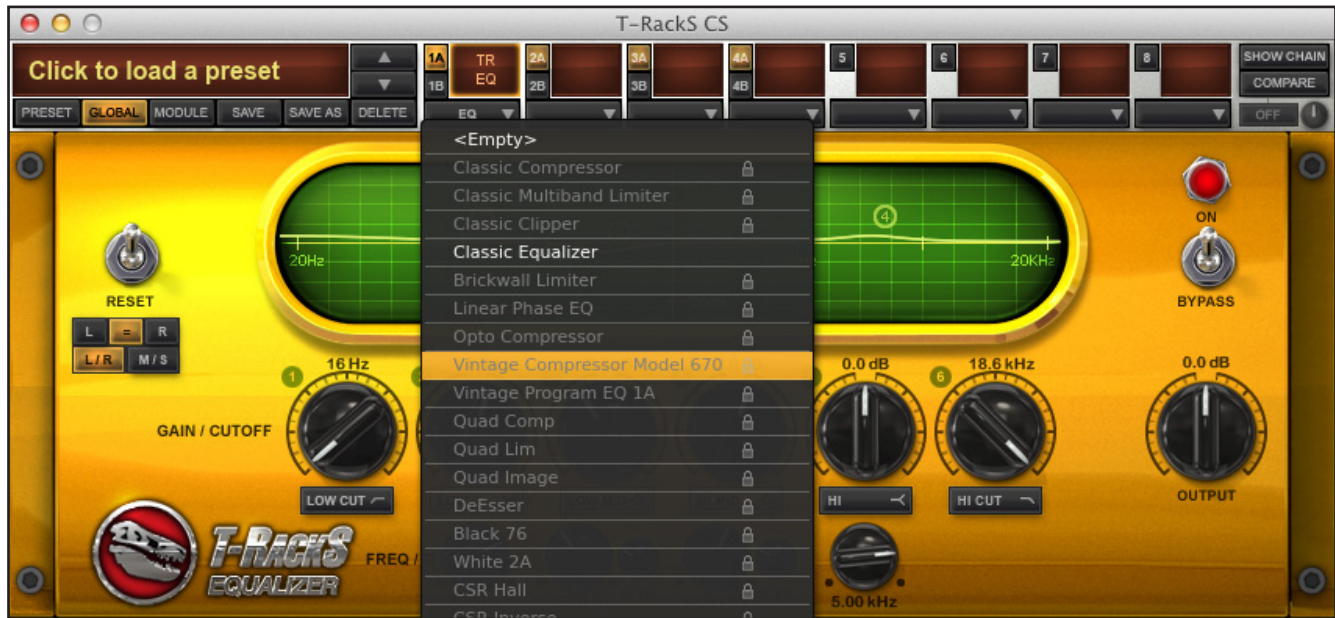 T-RackS CS
Click to load a preset
PRESET GLOBAL MODULE SAVE SAVE AS DELETE
1A TR EQ 2A 3A 4A 5 6 7 8
1B 2B 3B 4B
EQ
SHOW CHAIN
COMPARE
OFF
<Empty>
Classic Compressor
Classic Multiband Limiter
Classic Clipper
Classic Equalizer
Brickwall Limiter
Linear Phase EQ
Opto Compressor
Vintage Compressor Model 670
Vintage Program EQ 1A
Quad Comp
Quad Lim
Quad Image
DeEsser
Black 76
White 2A
CSR Hall
CSR Inverse
RESET
L = R
L/R M/S
20Hz
4
20KHz
ON
BYPASS
1 16 Hz
0.0 dB
6 18.6 kHz
0.0 dB
GAIN / CUTOFF
LOW CUT
HI
HI CUT
OUTPUT
T-RackS
EQUALIZER
FREQ /
5.00 kHz